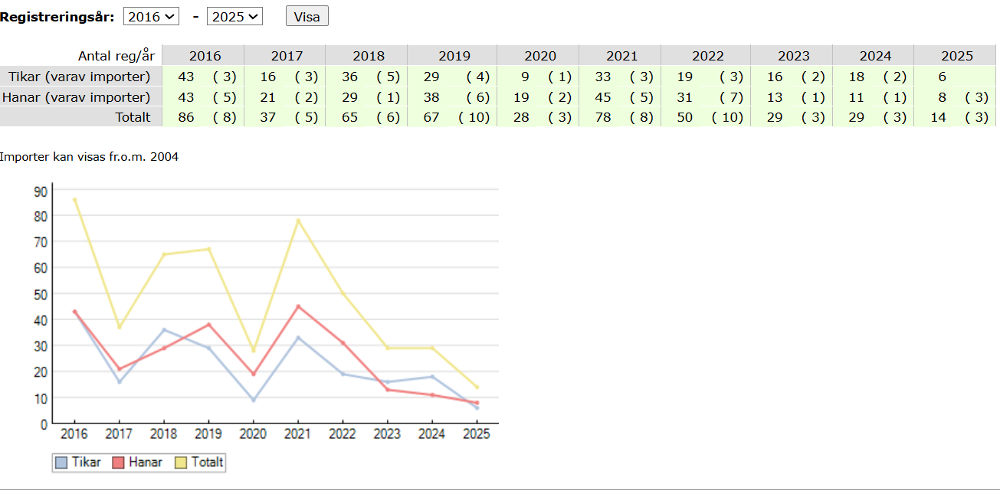 Registreringsår: 2016 - 2025 Visa
Antal reg/år 2016 2017 2018 2019 2020 2021 2022 2023 2024 2025
Tikar (varav importer) 43 ( 3) 16 ( 3) 36 ( 5) 29 ( 4) 9 ( 1) 33 ( 3) 19 ( 3) 16 ( 2) 18 ( 2) 6
Hanar (varav importer) 43 ( 5) 21 ( 2) 29 ( 1) 38 ( 6) 19 ( 2) 45 ( 5) 31 ( 7) 13 ( 1) 11 ( 1) 8 ( 3)
Totalt 86 ( 8) 37 ( 5) 65 ( 6) 67 ( 10) 28 ( 3) 78 ( 8) 50 ( 10) 29 ( 3) 29 ( 3) 14 ( 3)
Importer kan visas fr.o.m. 2004
90
80
70
60
50
40
30
20
10
0
2016 2017 2018 2019 2020 2021 2022 2023 2024 2025
Tikar Hanar Totalt